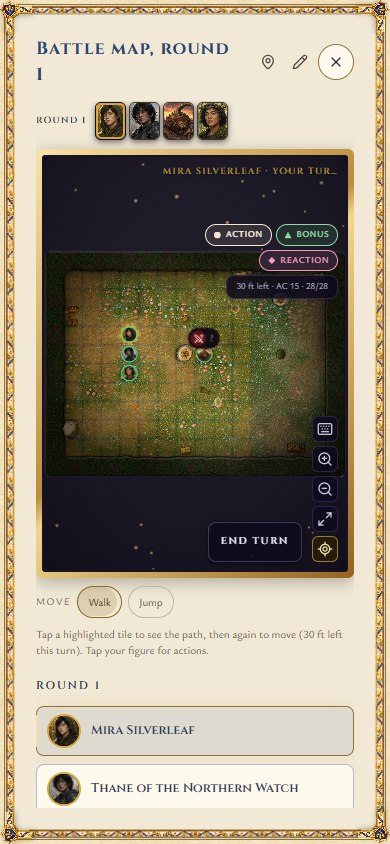 Battle map, round
1
ROUND 1
MIRA SILVERLEAF · YOUR TUR…
ACTION
BONUS
REACTION
30 ft left · AC 15 · 28/28
END TURN
MOVE
Walk
Jump
Tap a highlighted tile to see the path, then again to move (30 ft left
this turn). Tap your figure for actions.
ROUND 1
Mira Silverleaf
Thane of the Northern Watch